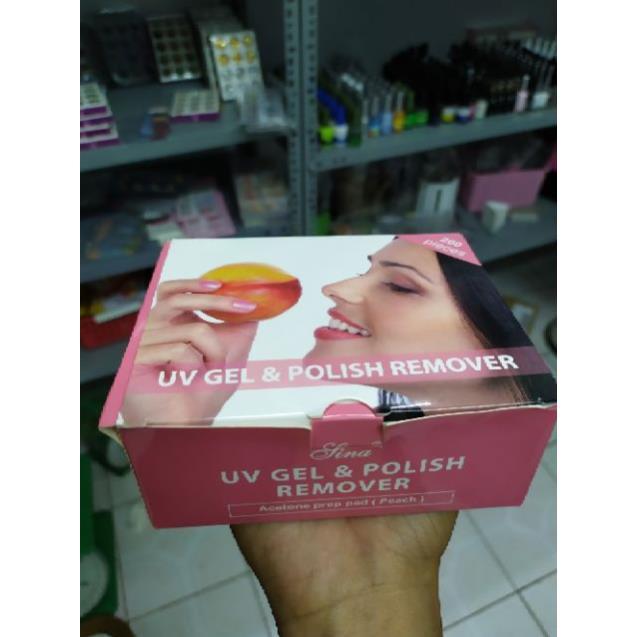 200
pieces
UV GEL & POLISH REMOVER
Sina
UV GEL & POLISH
REMOVER
Acetone prep pad ( Peach )